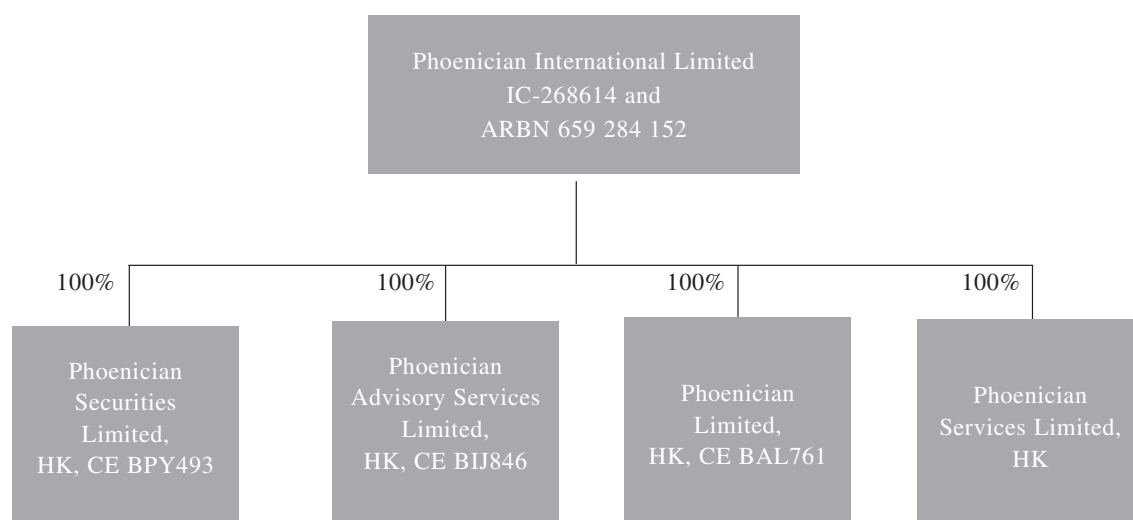 Phoenician International Limited
IC-268614 and
ARBN 659 284 152
100%
100%
100%
100%
Phoenician
Securities
Limited,
HK, CE BPY493
Phoenician
Advisory Services
Limited,
HK, CE BIJ846
Phoenician
Limited,
HK, CE BAL761
Phoenician
Services Limited,
HK